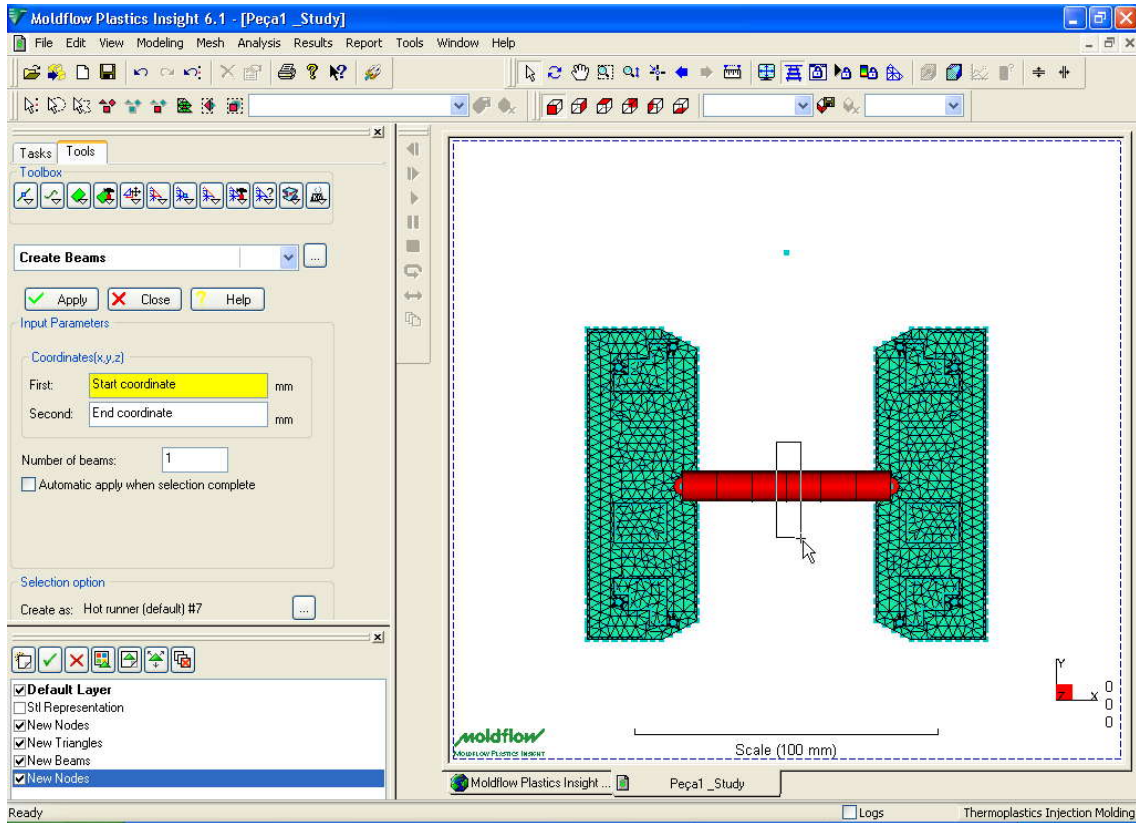 Moldflow Plastics Insight 6.1 - [Peça1 _Study]
File Edit View Modeling Mesh Analysis Results Report Tools Window Help
Tasks Tools
Toolbox
Create Beams
...
Apply Close ? Help
Input Parameters
Coordinates(x,y,z)
First: Start coordinate mm
Second: End coordinate mm
Number of beams: 1
Automatic apply when selection complete
Selection option
Create as: Hot runner (default) #7 ...
Default Layer
Stl Representation
New Nodes
New Triangles
New Beams
New Nodes
Y
Z X 0
0
0
moldflow
MOLDFLOW PLASTICS INSIGHT
Scale (100 mm)
Moldflow Plastics Insight ... Peça1 _Study
Ready Logs Thermoplastics Injection Molding